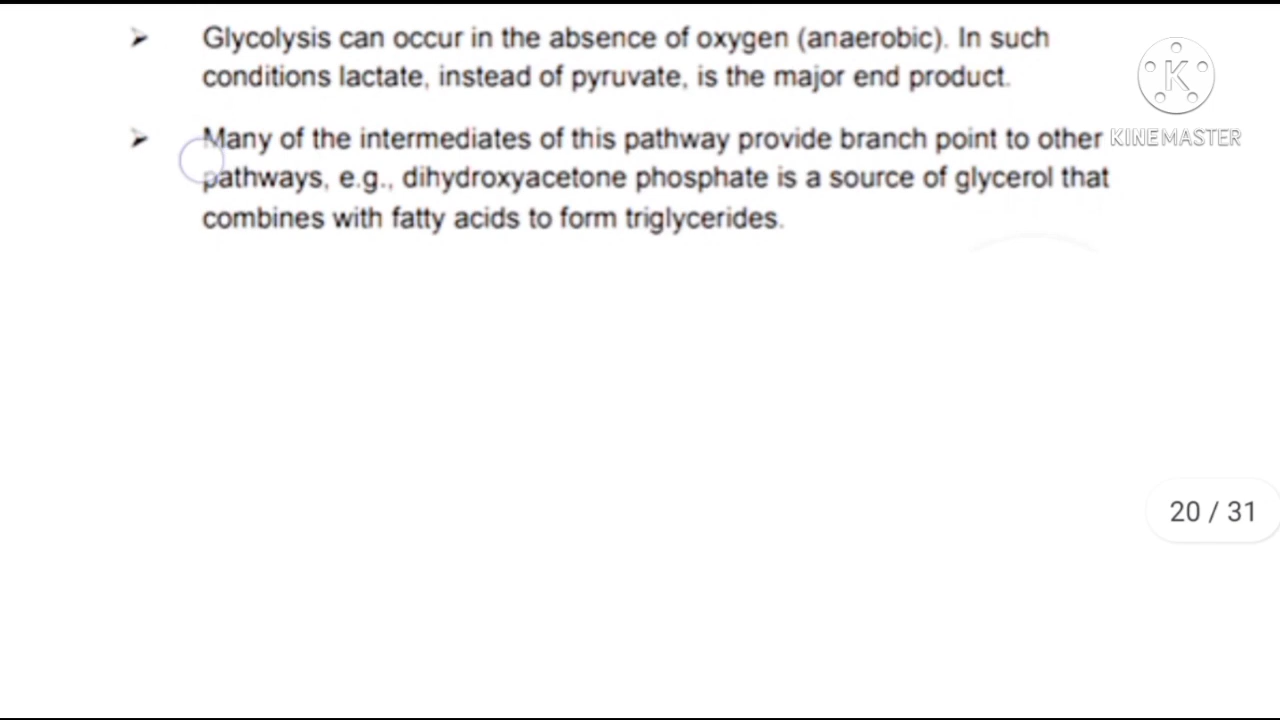 ➢ Glycolysis can occur in the absence of oxygen (anaerobic). In such
conditions lactate, instead of pyruvate, is the major end product.
➢ Many of the intermediates of this pathway provide branch point to other
pathways, e.g., dihydroxyacetone phosphate is a source of glycerol that
combines with fatty acids to form triglycerides.
K
KINEMASTER
20 / 31